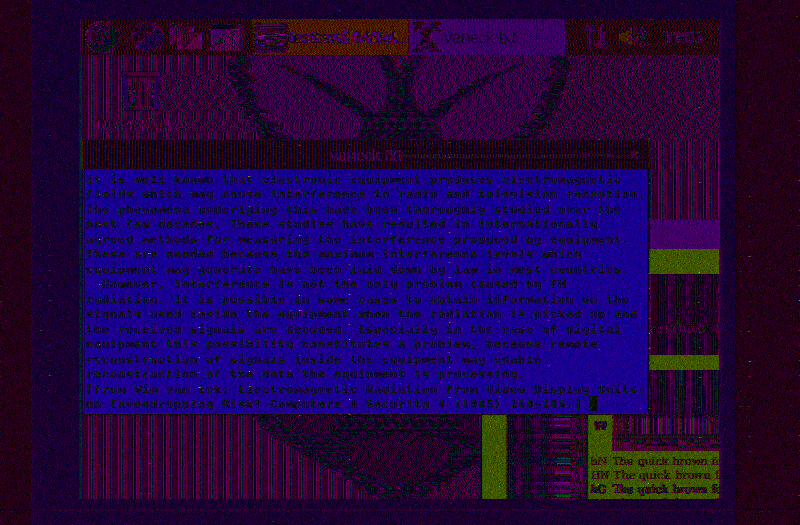 vaneck.txt
vaneck.txt
It is well known that electronic equipment produces electromagnetic
fields which may cause interference to radio and television reception.
The phenomena underlying this have been thoroughly studied over the
past few decades. These studies have resulted in internationally
agreed methods for measuring the interference produced by equipment.
These are needed because the maximum interference levels which
equipment may generate have been laid down by law in most countries.
However, interference is not the only problem caused by EM
radiation. It is possible in some cases to obtain information on the
signals used inside the equipment when the radiation is picked up and
the received signals are decoded. Especially in the case of digital
equipment this possibility constitutes a problem, because remote
reconstruction of signals inside the equipment may enable
reconstruction of the data the equipment is processing.
[from Wim van Eck: Electromagnetic Radiation from Video Display Units:
an Eavesdropping Risk? Computers & Security 4 (1985)
The quick brown f
The quick brown f
The quick brown f